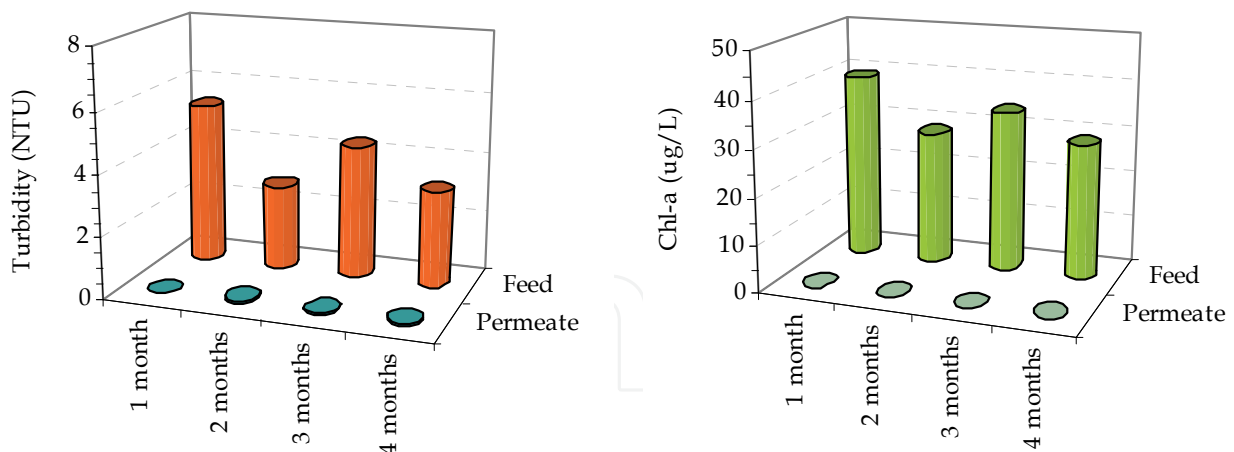 Turbidity (NTU)
8
6
4
2
0
1 month
2 months
3 months
4 months
Feed
Permeate
Chl-a (ug/L)
50
40
30
20
10
0
1 month
2 months
3 months
4 months
Feed
Permeate